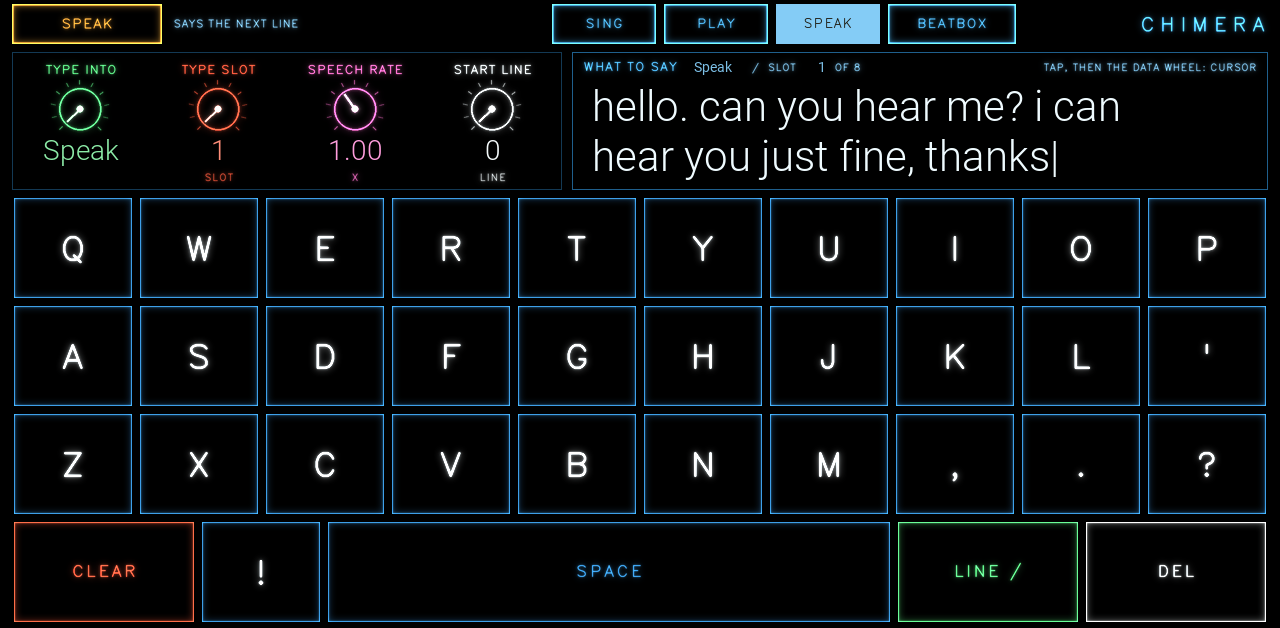 SPEAK SAYS THE NEXT LINE SING PLAY SPEAK BEATBOX CHIMERA
TYPE INTO TYPE SLOT SPEECH RATE START LINE
Speak 1 1.00 0
SLOT X LINE
WHAT TO SAY Speak / SLOT 1 OF 8 TAP, THEN THE DATA WHEEL: CURSOR
hello. can you hear me? i can
hear you just fine, thanks|
Q W E R T Y U I O P
A S D F G H J K L '
Z X C V B N M , . ?
CLEAR ! SPACE LINE / DEL